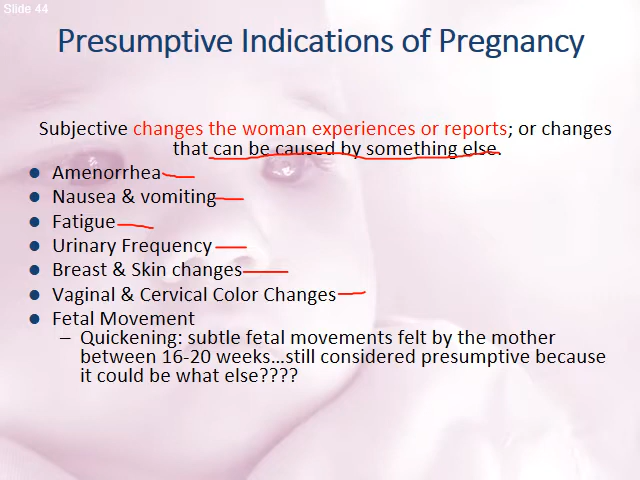 Slide 44
Presumptive Indications of Pregnancy
Subjective changes the woman experiences or reports; or changes
that can be caused by something else.
Amenorrhea
Nausea & vomiting
Fatigue
Urinary Frequency
Breast & Skin changes
Vaginal & Cervical Color Changes
Fetal Movement
– Quickening: subtle fetal movements felt by the mother
between 16-20 weeks...still considered presumptive because
it could be what else????